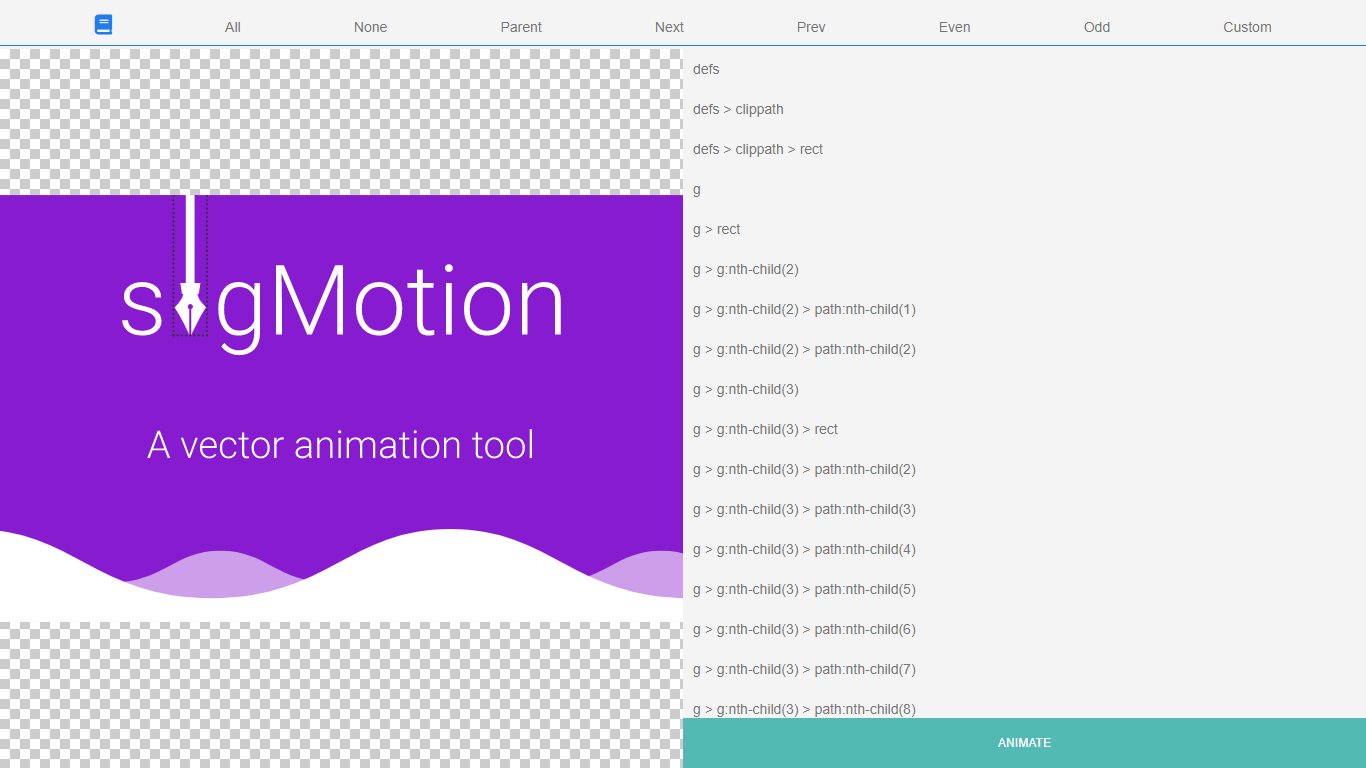 All None Parent Next Prev Even Odd Custom
s gMotion
A vector animation tool
defs
defs > clippath
defs > clippath > rect
g
g > rect
g > g:nth-child(2)
g > g:nth-child(2) > path:nth-child(1)
g > g:nth-child(2) > path:nth-child(2)
g > g:nth-child(3)
g > g:nth-child(3) > rect
g > g:nth-child(3) > path:nth-child(2)
g > g:nth-child(3) > path:nth-child(3)
g > g:nth-child(3) > path:nth-child(4)
g > g:nth-child(3) > path:nth-child(5)
g > g:nth-child(3) > path:nth-child(6)
g > g:nth-child(3) > path:nth-child(7)
g > g:nth-child(3) > path:nth-child(8)
ANIMATE